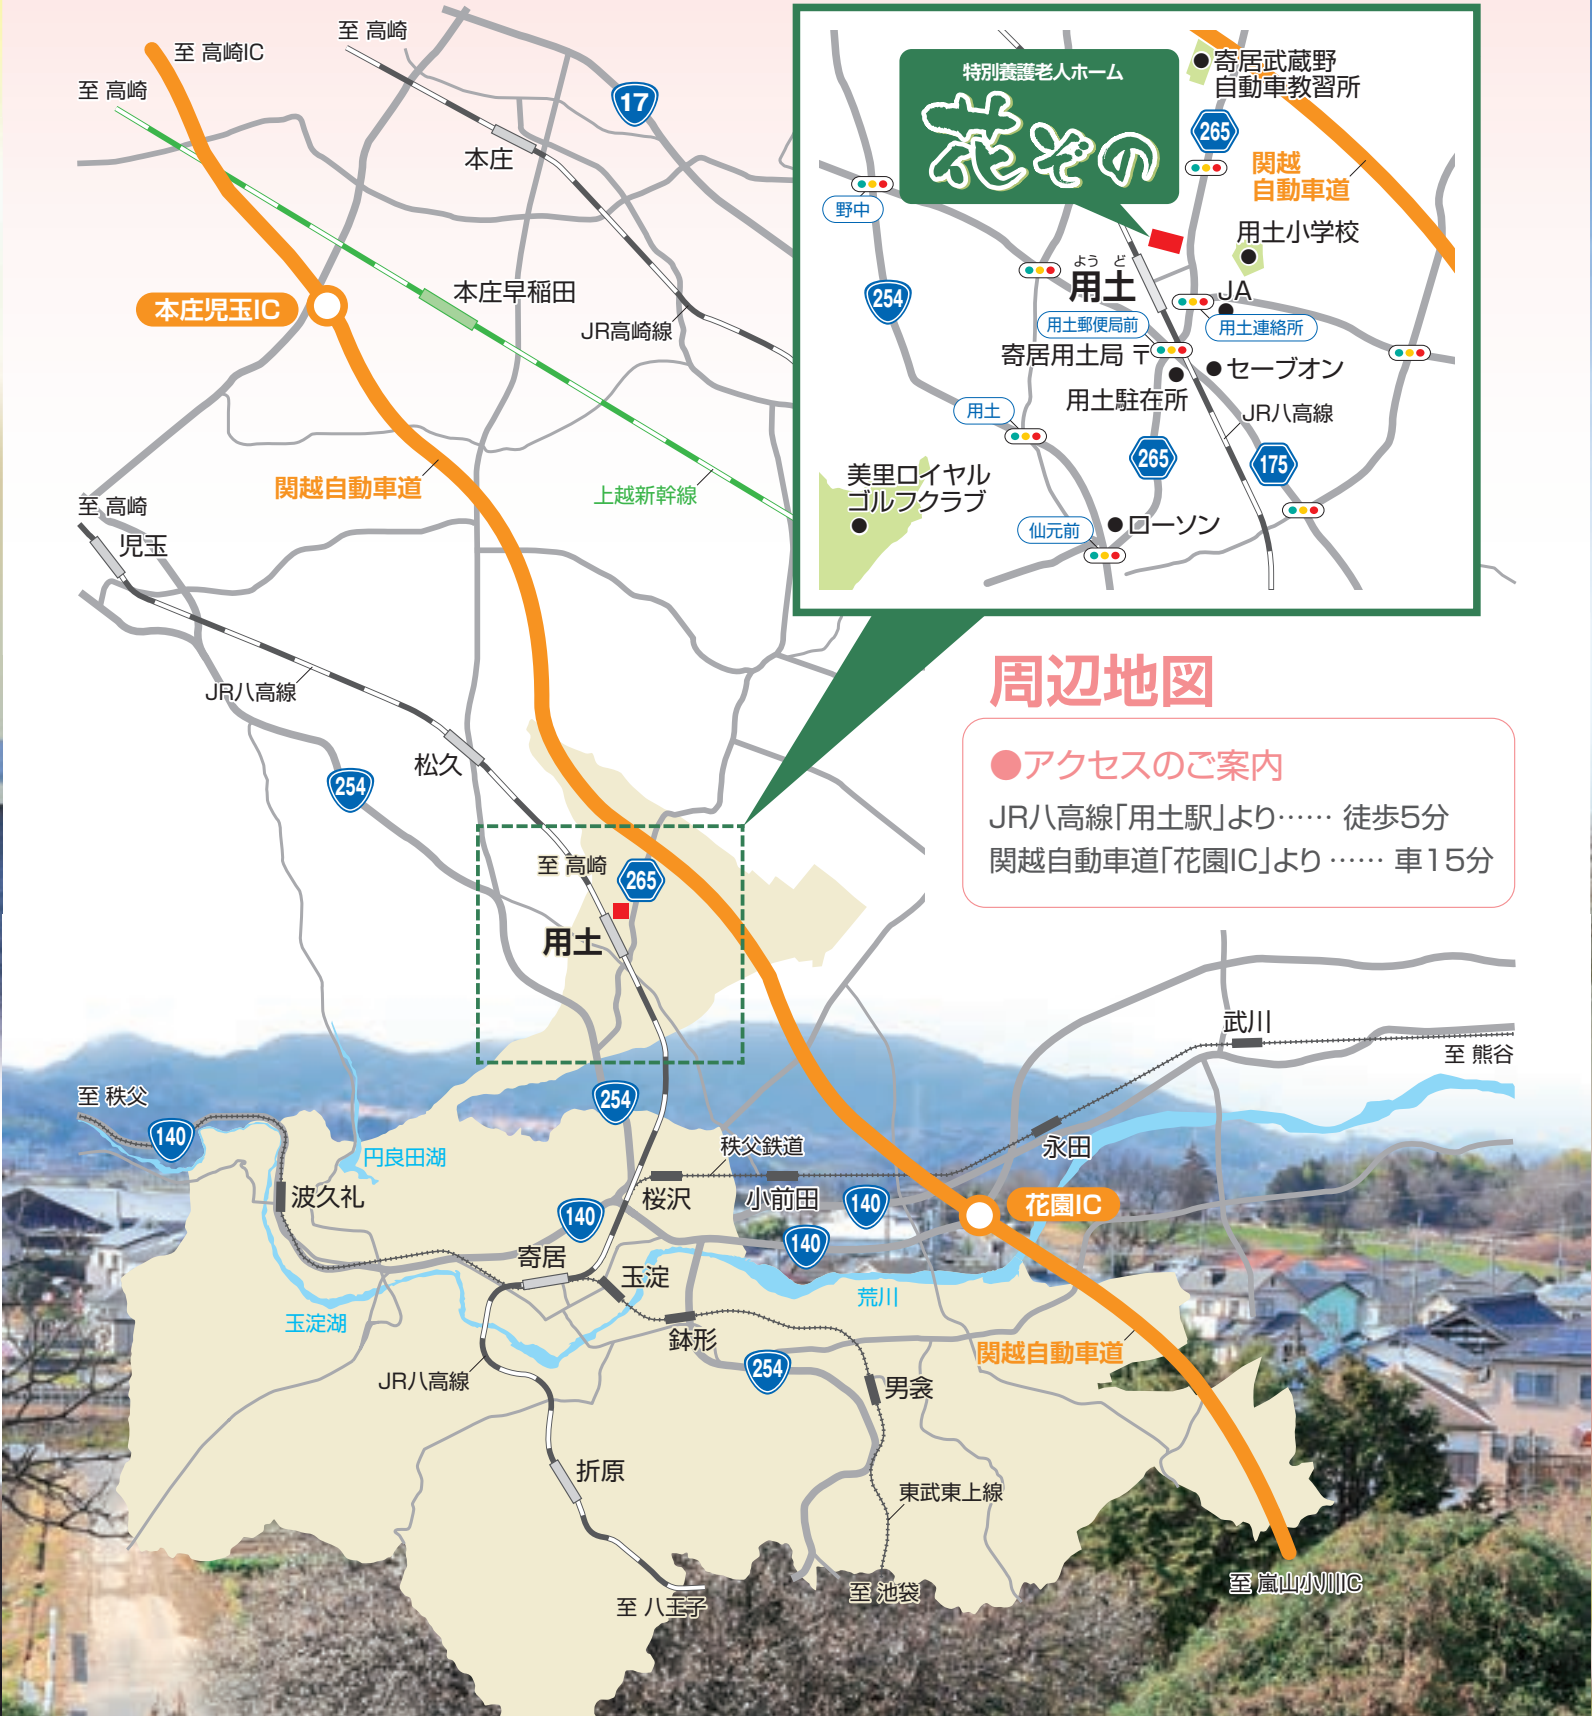 至 高崎IC
至 高崎
至 高崎
17
本庄
本庄早稲田
本庄児玉IC
JR高崎線
関越自動車道
上越新幹線
至 高崎
児玉
JR八高線
松久
254
至 高崎
265
用土
特別養護老人ホーム
花ぞの
寄居武蔵野
自動車教習所
265
関越
自動車道
野中
用土小学校
254
よう ど
用土
JA
用土郵便局前
用土連絡所
寄居用土局 〒
セーブオン
用土駐在所
用土
JR八高線
265
175
美里ロイヤル
ゴルフクラブ
仙元前
ローソン
周辺地図
●アクセスのご案内
JR八高線「用土駅」より…… 徒歩5分
関越自動車道「花園IC」より …… 車15分
武川
至 熊谷
至 秩父
140
254
円良田湖
秩父鉄道
永田
波久礼
桜沢
小前田
140
140
140
花園IC
寄居
玉淀
荒川
玉淀湖
鉢形
関越自動車道
254
JR八高線
男衾
折原
東武東上線
至 八王子
至 池袋
至 嵐山小川IC